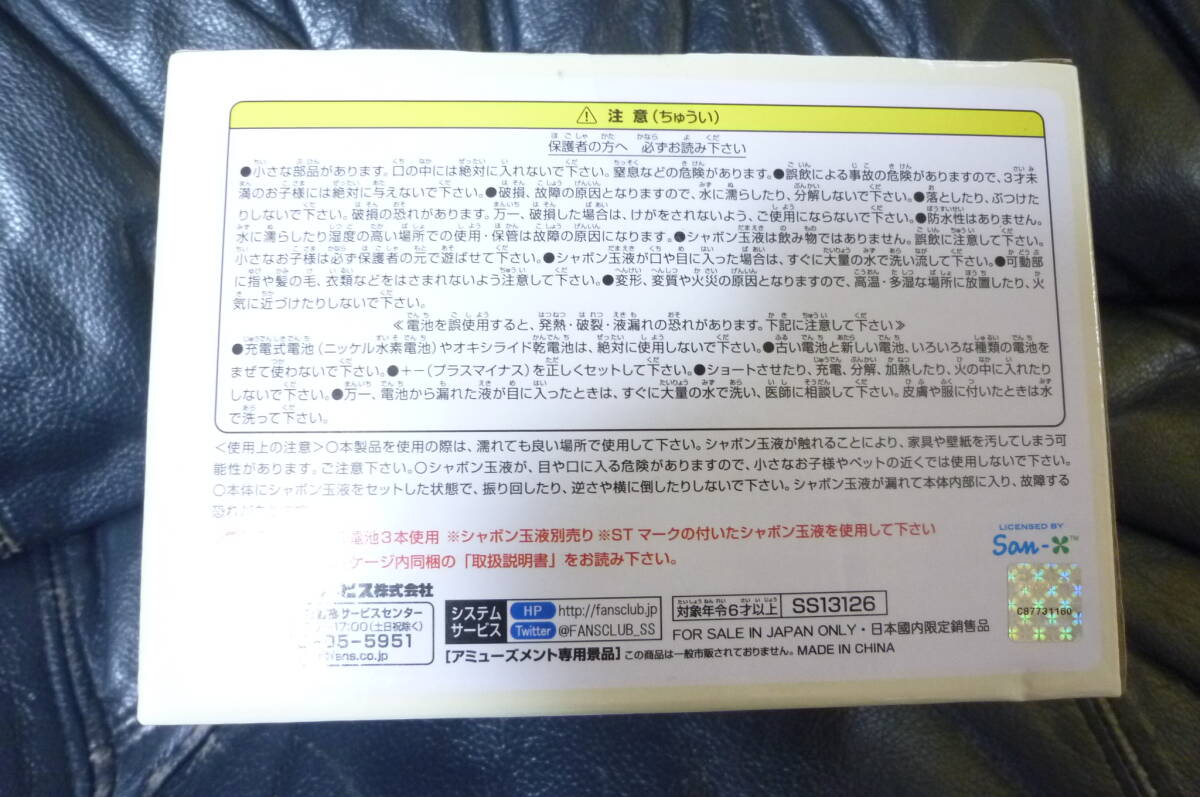 ⚠ 注意(ちゅうい)
保護者の方へ 必ずお読み下さい
●小さな部品があります。口の中には絶対に入れないで下さい。窒息などの危険があります。●誤飲による事故の危険がありますので、3才未
満のお子様には絶対に与えないで下さい。●破損、故障の原因となりますので、水に濡らしたり、分解しないで下さい。●落としたり、ぶつけた
りしないで下さい。破損の恐れがあります。万一、破損した場合は、けがをされないよう、ご使用にならないで下さい。●防水性はありません。
水に濡らしたり湿度の高い場所での使用・保管は故障の原因になります。●シャボン玉液は飲み物ではありません。誤飲に注意して下さい。
小さなお子様は必ず保護者の元で遊ばせて下さい。●シャボン玉液が口や目に入った場合は、すぐに大量の水で洗い流して下さい。●可動部
に指や髪の毛、衣類などをはさまれないよう注意して下さい。●変形、変質や火災の原因となりますので、高温・多湿な場所に放置したり、火
気に近づけたりしないで下さい。
≪電池を誤使用すると、発熱・破裂・液漏れの恐れがあります。下記に注意して下さい≫
●充電式電池(ニッケル水素電池)やオキシライド乾電池は、絶対に使用しないで下さい。●古い電池と新しい電池、いろいろな種類の電池を
まぜて使わないで下さい。●+−(プラスマイナス)を正しくセットして下さい。●ショートさせたり、充電、分解、加熱したり、火の中に入れたり
しないで下さい。●万一、電池から漏れた液が目に入ったときは、すぐに大量の水で洗い、医師に相談して下さい。皮膚や服に付いたときは水
で洗って下さい。
<使用上の注意>○本製品を使用の際は、濡れても良い場所で使用して下さい。シャボン玉液が触れることにより、家具や壁紙を汚してしまう可
能性があります。ご注意下さい。○シャボン玉液が、目や口に入る危険がありますので、小さなお子様やペットの近くでは使用しないで下さい。
○本体にシャボン玉液をセットした状態で、振り回したり、逆さや横に倒したりしないで下さい。シャボン玉液が漏れて本体内部に入り、故障する
恐れが
電池3本使用 ※シャボン玉液別売り ※STマークの付いたシャボン玉液を使用して下さい
ケージ内同梱の「取扱説明書」をお読み下さい。
LICENSED BY
San-X™
C87731160
ービス株式会社
サービスセンター
17:00(土日祝除く)
05-5951
ans.co.jp
システム
サービス
HP http://fansclub.jp
Twitter @FANSCLUB_SS
対象年令6才以上 SS13126
FOR SALE IN JAPAN ONLY・日本國内限定銷售品
[アミューズメント専用景品] この商品は一般市販されておりません。MADE IN CHINA